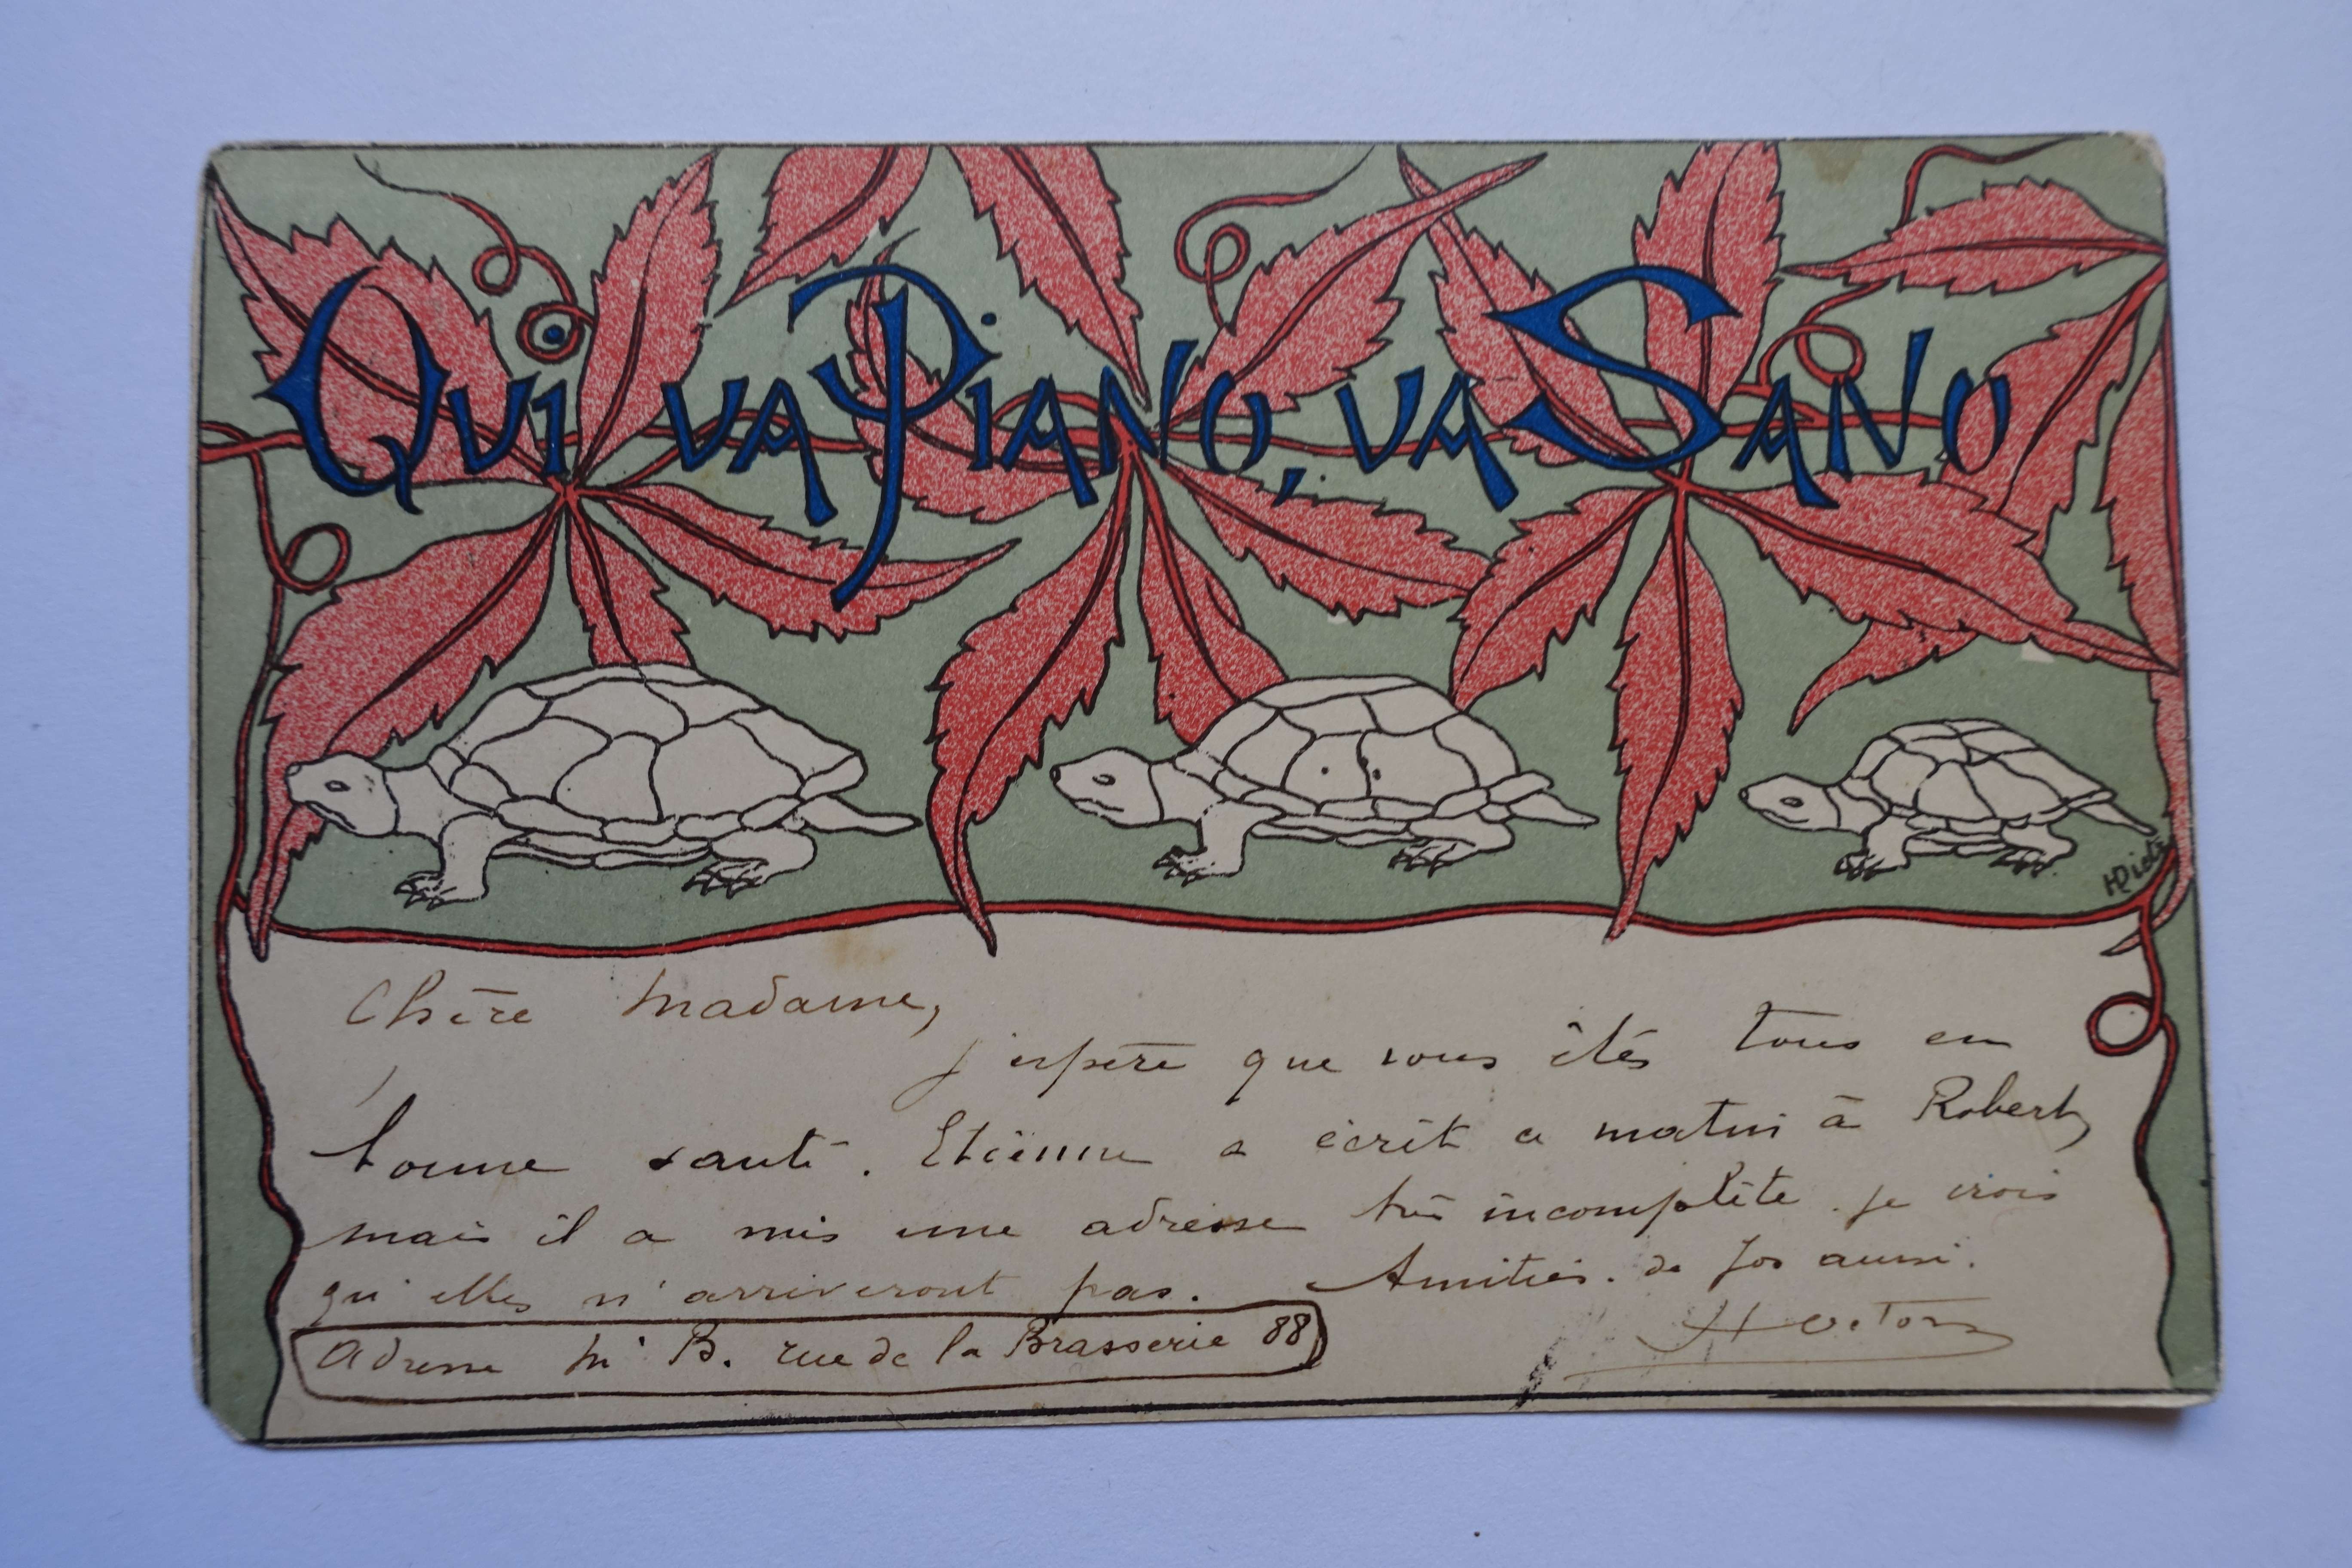 Qui va Piano, va Sano
Chère Madame,
j'espère que vous êtes tous en
bonne santé. Etienne a écrit ce matin à Robert
mais il a mis une adresse très incomplète. je crois
qu'elles n'arriveront pas. Amitiés. de Jos aussi.
Adresse M. B. rue de la Brasserie 88